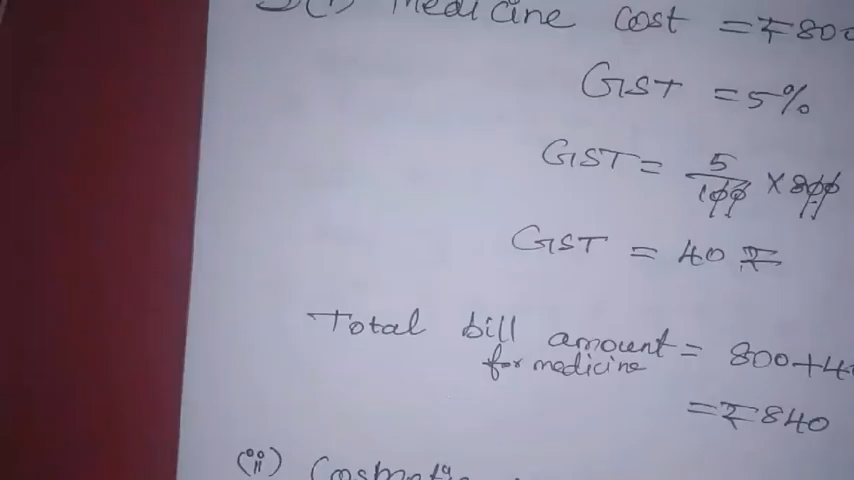 (i) Medicine cost = ₹800
GST = 5%
GST = 5/100 × 800
GST = 40 ₹
Total bill amount = 800+4
for medicine
= ₹840
(ii)